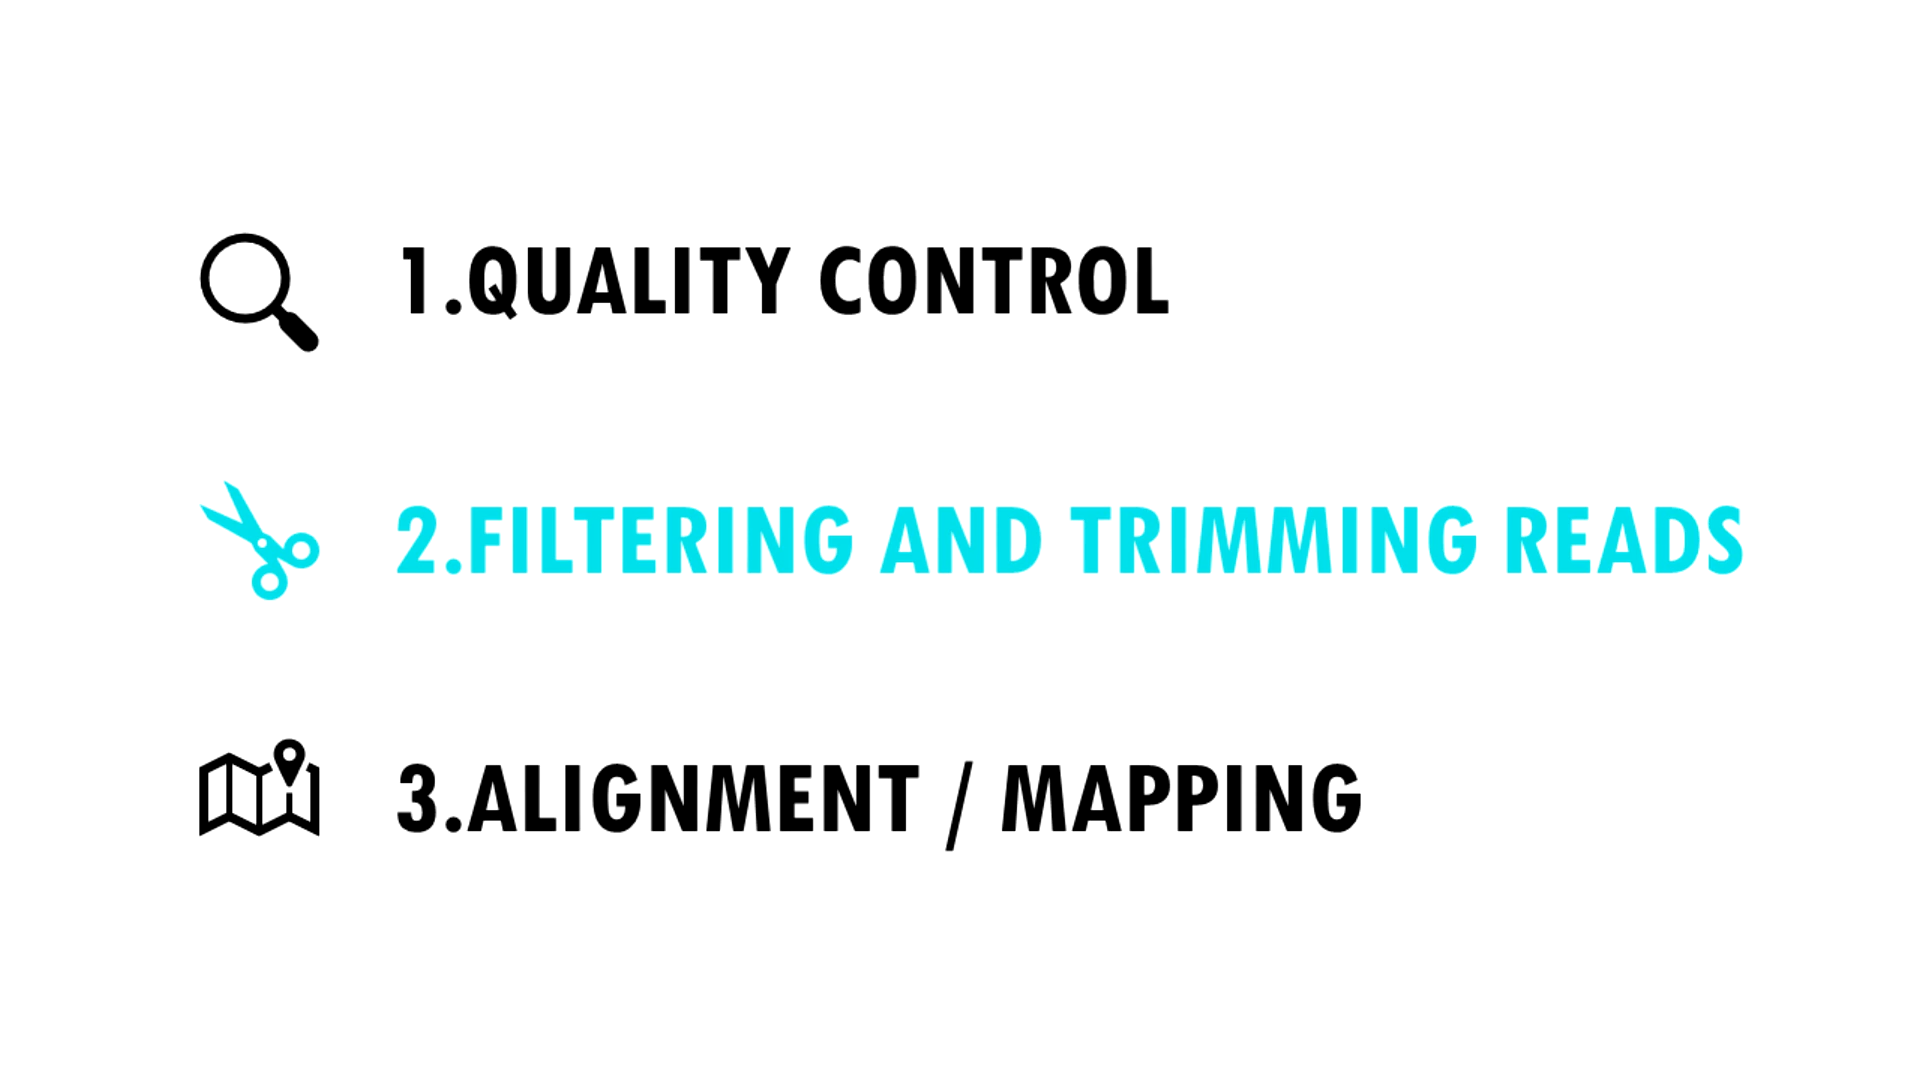 1.QUALITY CONTROL
2.FILTERING AND TRIMMING READS
3.ALIGNMENT / MAPPING